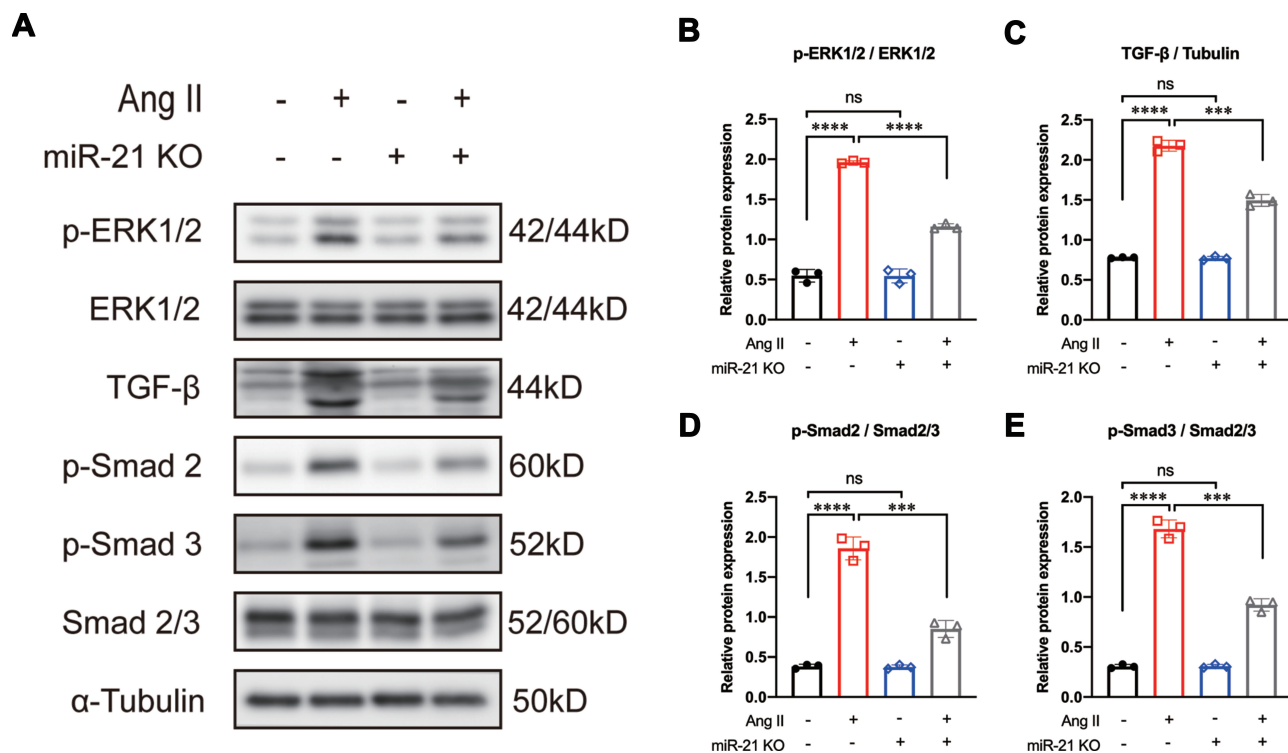 A
Ang II - + - +
miR-21 KO - - + +
p-ERK1/2 42/44kD
ERK1/2 42/44kD
TGF-β 44kD
p-Smad 2 60kD
p-Smad 3 52kD
Smad 2/3 52/60kD
α-Tubulin 50kD
B
p-ERK1/2 / ERK1/2
ns
**** ****
Relative protein expression
2.5
2.0
1.5
1.0
0.5
0.0
Ang II - + - +
miR-21 KO - - + +
C
TGF-β / Tubulin
ns
**** ***
Relative protein expression
2.5
2.0
1.5
1.0
0.5
0.0
Ang II - + - +
miR-21 KO - - + +
D
p-Smad2 / Smad2/3
ns
**** ***
Relative protein expression
2.5
2.0
1.5
1.0
0.5
0.0
Ang II - + - +
miR-21 KO - - + +
E
p-Smad3 / Smad2/3
ns
**** ***
Relative protein expression
2.0
1.5
1.0
0.5
0.0
Ang II - + - +
miR-21 KO - - + +